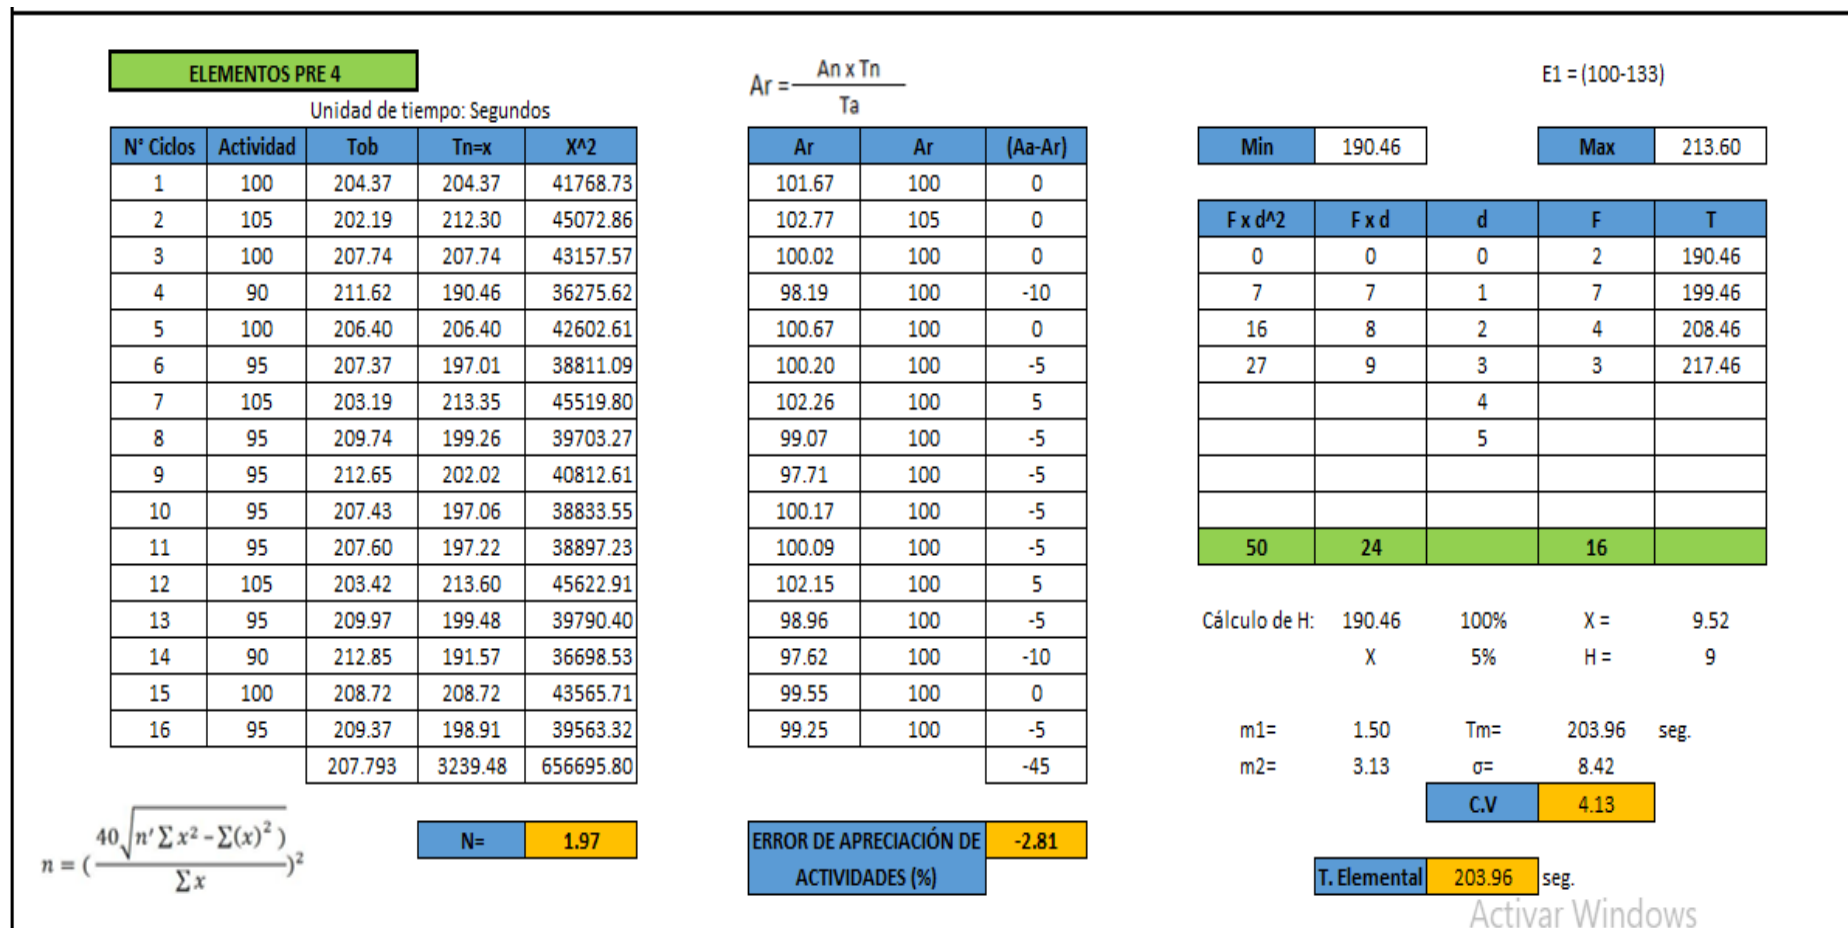 ELEMENTOS PRE 4
Unidad de tiempo: Segundos
N° Ciclos Actividad Tob Tn=x X^2
1 100 204.37 204.37 41768.73
2 105 202.19 212.30 45072.86
3 100 207.74 207.74 43157.57
4 90 211.62 190.46 36275.62
5 100 206.40 206.40 42602.61
6 95 207.37 197.01 38811.09
7 105 203.19 213.35 45519.80
8 95 209.74 199.26 39703.27
9 95 212.65 202.02 40812.61
10 95 207.43 197.06 38833.55
11 95 207.60 197.22 38897.23
12 105 203.42 213.60 45622.91
13 95 209.97 199.48 39790.40
14 90 212.85 191.57 36698.53
15 100 208.72 208.72 43565.71
16 95 209.37 198.91 39563.32
207.793 3239.48 656695.80
n = (40√(n′ ∑ x² − ∑(x)² ) / ∑ x)²
N= 1.97
Ar = An x Tn / Ta
Ar Ar (Aa-Ar)
101.67 100 0
102.77 105 0
100.02 100 0
98.19 100 -10
100.67 100 0
100.20 100 -5
102.26 100 5
99.07 100 -5
97.71 100 -5
100.17 100 -5
100.09 100 -5
102.15 100 5
98.96 100 -5
97.62 100 -10
99.55 100 0
99.25 100 -5
-45
ERROR DE APRECIACIÓN DE ACTIVIDADES (%) -2.81
E1 = (100-133)
Min 190.46 Max 213.60
F x d^2 F x d d F T
0 0 0 2 190.46
7 7 1 7 199.46
16 8 2 4 208.46
27 9 3 3 217.46
4
5
50 24 16
Cálculo de H: 190.46 100% X = 9.52
X 5% H = 9
m1= 1.50 Tm= 203.96 seg.
m2= 3.13 σ= 8.42
C.V 4.13
T. Elemental 203.96 seg.
Activar Windows